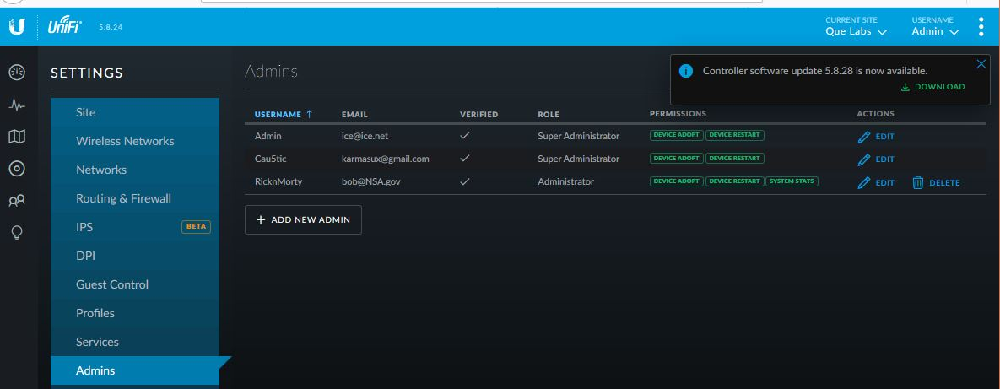 UniFi 5.8.24
CURRENT SITE USERNAME
Que Labs Admin
SETTINGS
Admins
Controller software update 5.8.28 is now available.
DOWNLOAD
Site
Wireless Networks
Networks
Routing & Firewall
IPS BETA
DPI
Guest Control
Profiles
Services
Admins
USERNAME EMAIL VERIFIED ROLE PERMISSIONS ACTIONS
Admin ice@ice.net Super Administrator DEVICE ADOPT DEVICE RESTART EDIT
Cau5tic karmasux@gmail.com Super Administrator DEVICE ADOPT DEVICE RESTART EDIT
RicknMorty bob@NSA.gov Administrator DEVICE ADOPT DEVICE RESTART SYSTEM STATS EDIT DELETE
+ ADD NEW ADMIN